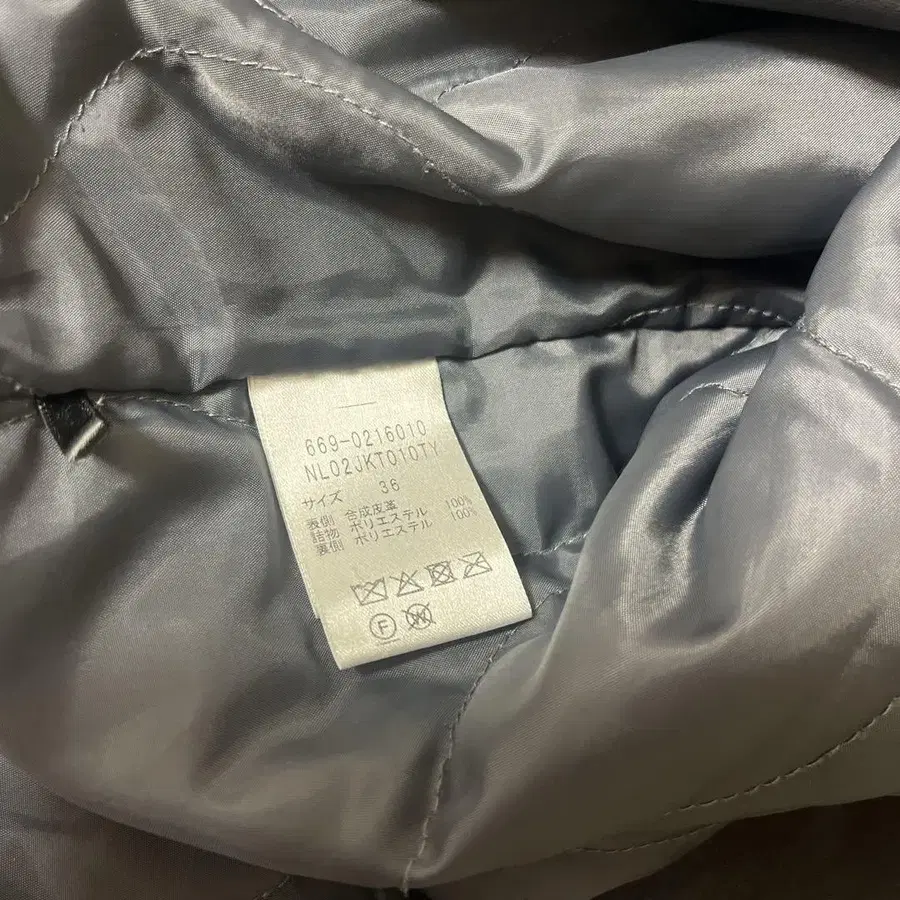 669-0216010
NL02JKT010TY
サイズ 36
表側 合成皮革
詰物 ポリエステル 100%
裏側 ポリエステル 100%
F W